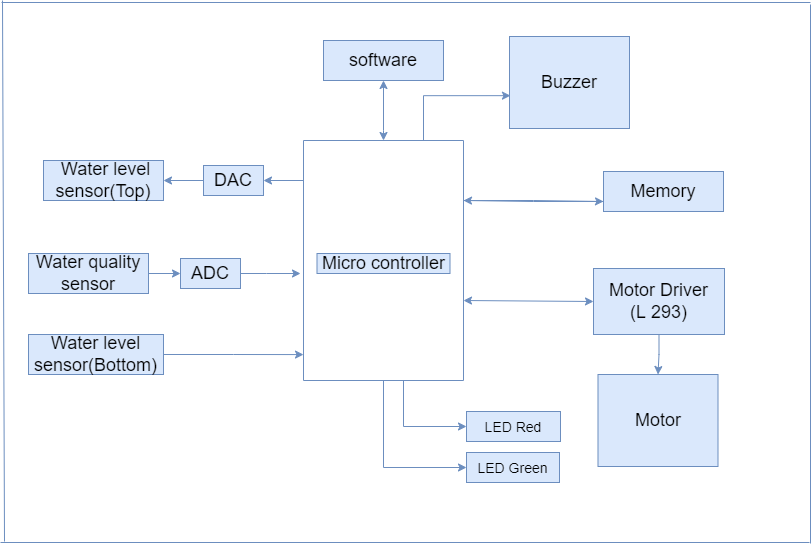 software
Buzzer
Water level
sensor(Top)
DAC
Memory
Water quality
sensor
ADC
Micro controller
Motor Driver
(L 293)
Water level
sensor(Bottom)
Motor
LED Red
LED Green